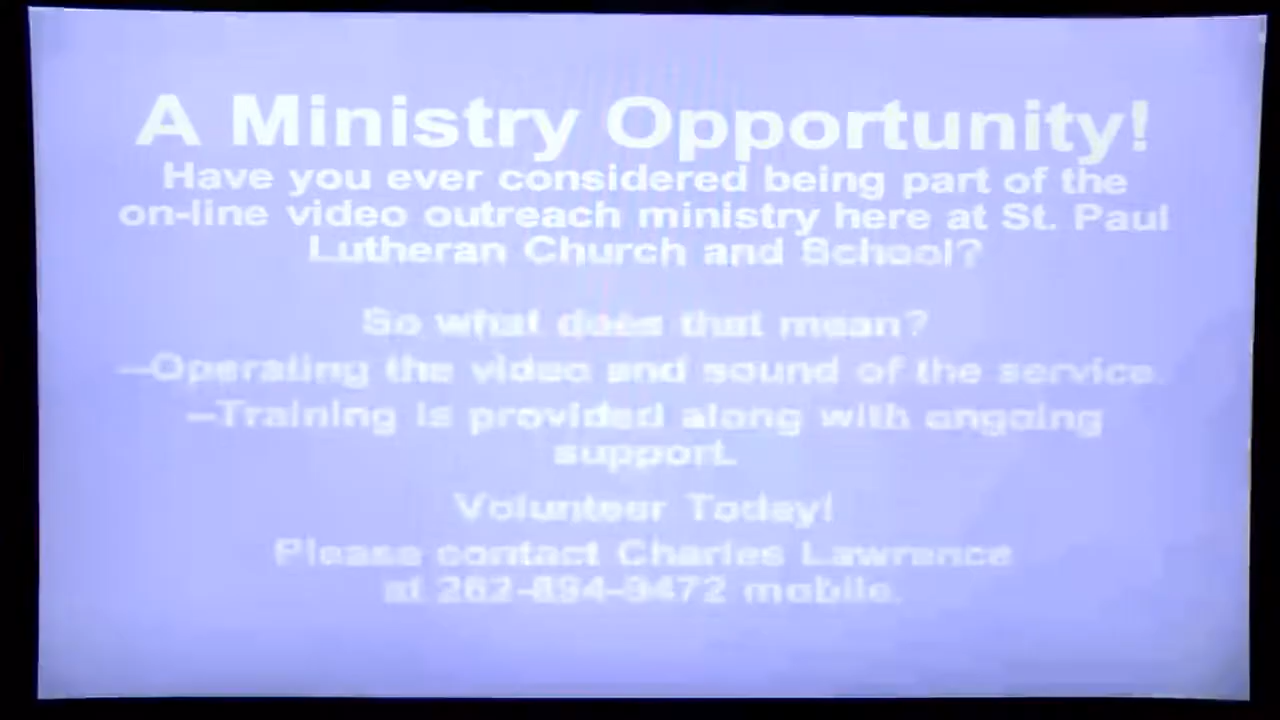 A Ministry Opportunity!
Have you ever considered being part of the
on-line video outreach ministry here at St. Paul
Lutheran Church and School?
So what does that mean?
–Operating the video and sound of the service.
–Training is provided along with ongoing
support.
Volunteer Today!
Please contact Charles Lawrence
at mobile.